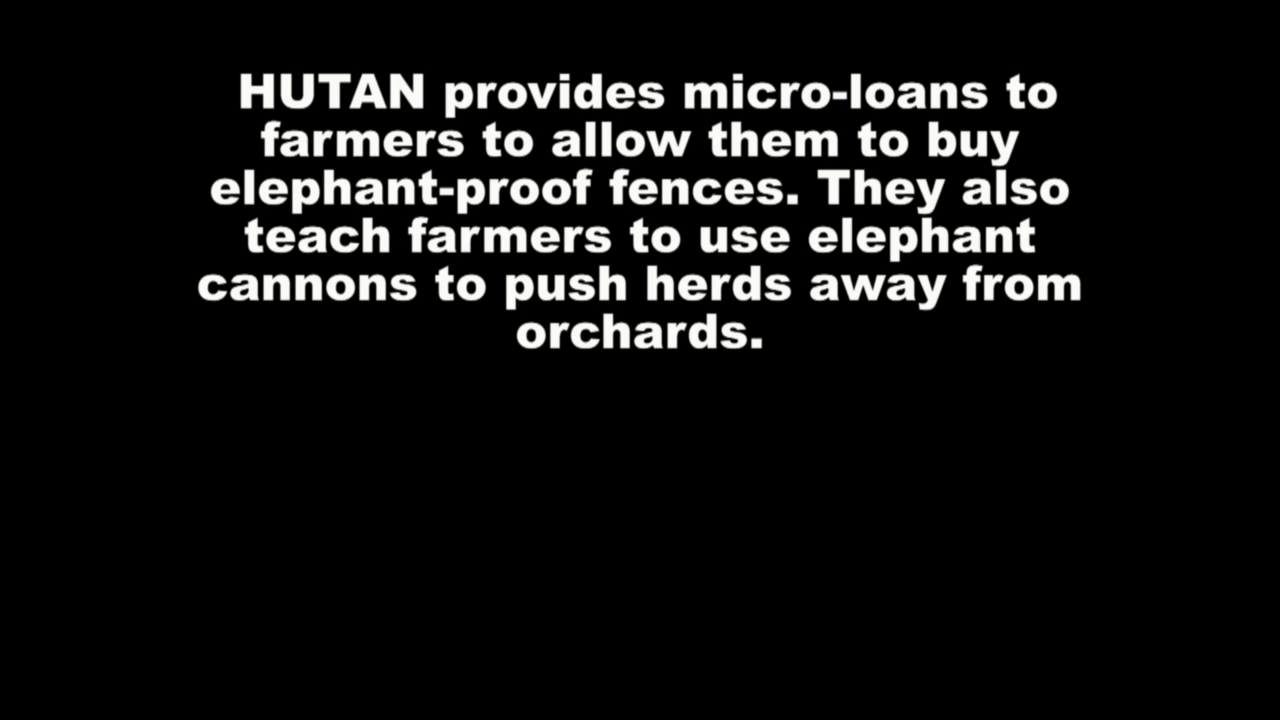 HUTAN provides micro-loans to
farmers to allow them to buy
elephant-proof fences. They also
teach farmers to use elephant
cannons to push herds away from
orchards.